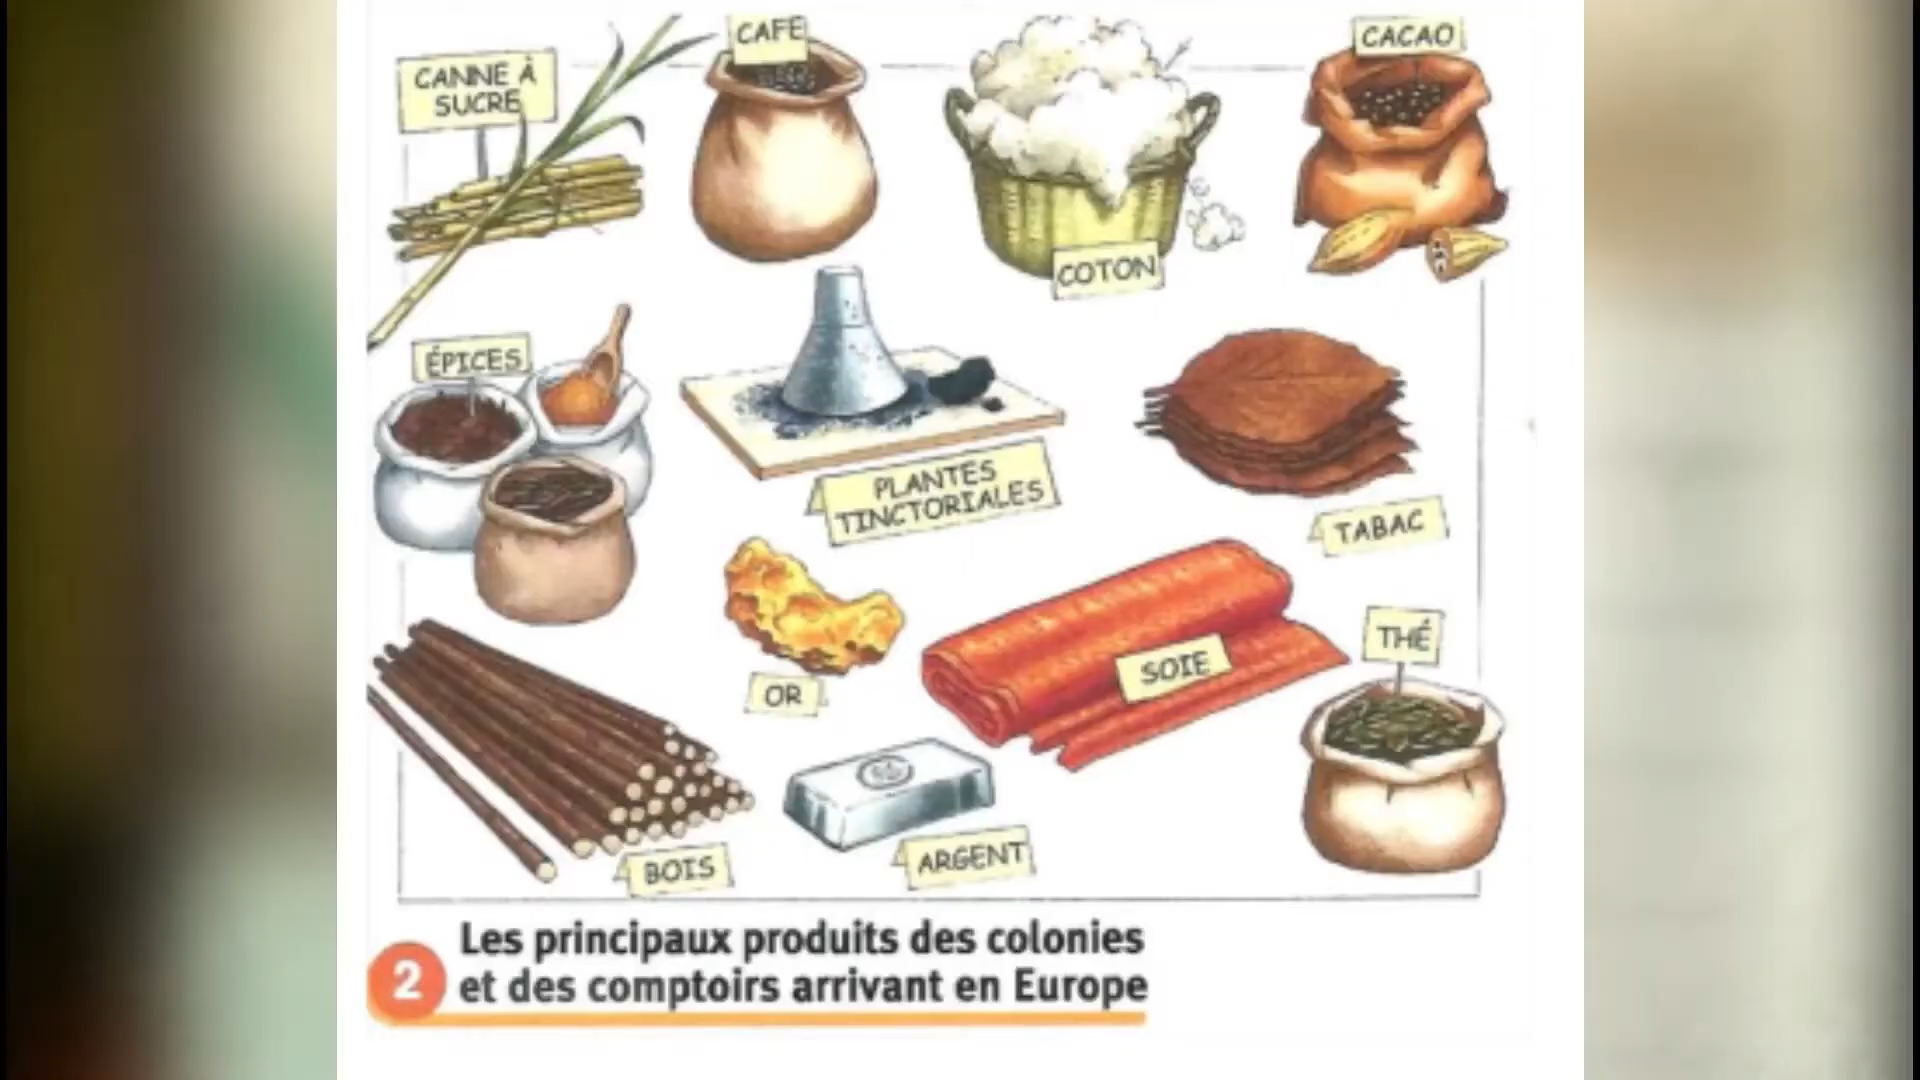 CANNE À
SUCRE
CAFÉ
COTON
CACAO
ÉPICES
PLANTES
TINCTORIALES
TABAC
OR
SOIE
THÉ
BOIS
ARGENT
2
Les principaux produits des colonies
et des comptoirs arrivant en Europe